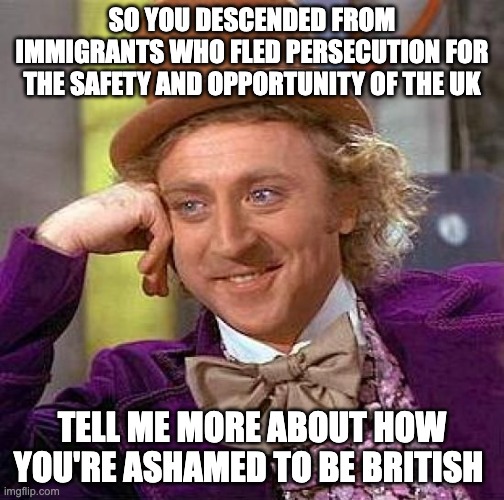 SO YOU DESCENDED FROM
IMMIGRANTS WHO FLED PERSECUTION FOR
THE SAFETY AND OPPORTUNITY OF THE UK
TELL ME MORE ABOUT HOW
YOU'RE ASHAMED TO BE BRITISH
imgflip.com